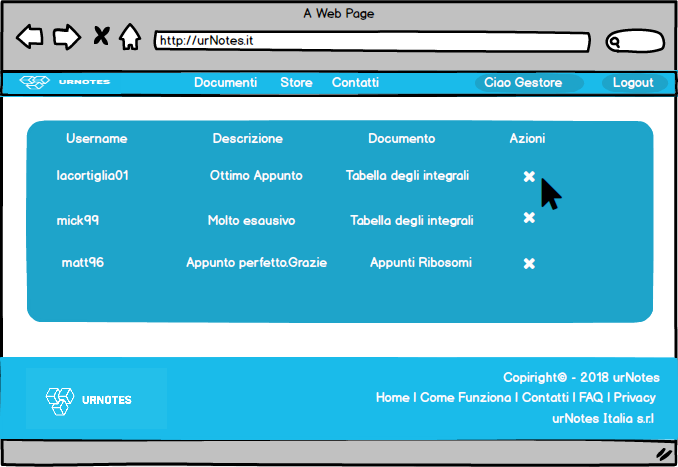 A Web Page
http://urNotes.it
URNOTES Documenti Store Contatti Ciao Gestore Logout
Username Descrizione Documento Azioni
lacortiglia01 Ottimo Appunto Tabella degli integrali
mick99 Molto esausivo Tabella degli integrali
matt96 Appunto perfetto.Grazie Appunti Ribosomi
Copiright© - 2018 urNotes
URNOTES Home | Come Funziona | Contatti | FAQ | Privacy
urNotes Italia s.r.l